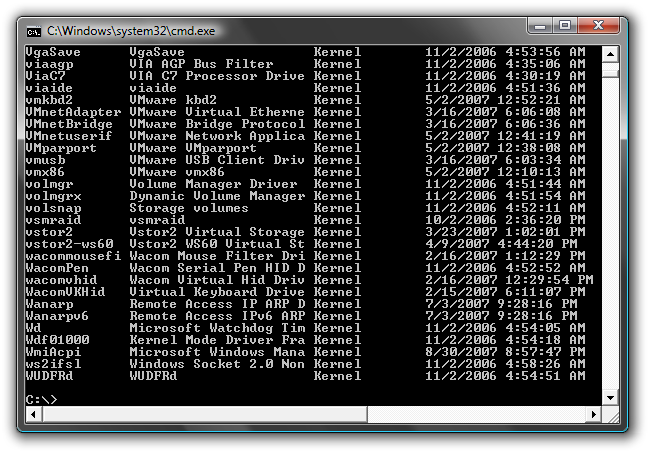 C:\Windows\system32\cmd.exe
VgaSave VgaSave Kernel 11/2/2006 4:53:56 AM
viaagp VIA AGP Bus Filter Kernel 11/2/2006 4:35:06 AM
ViaC7 VIA C7 Processor Drive Kernel 11/2/2006 4:30:19 AM
viaide viaide Kernel 11/2/2006 4:51:36 AM
vmkbd2 VMware kbd2 Kernel 5/2/2007 12:52:21 AM
VMnetAdapter VMware Virtual Etherne Kernel 3/16/2007 6:06:08 AM
VMnetBridge VMware Bridge Protocol Kernel 3/16/2007 6:06:36 AM
VMnetuserif VMware Network Applica Kernel 5/2/2007 12:41:19 AM
VMparport VMware VMparport Kernel 5/2/2007 12:38:08 AM
vmusb VMware USB Client Driv Kernel 3/16/2007 6:03:34 AM
vmx86 VMware vmx86 Kernel 5/2/2007 12:10:13 AM
volmgr Volume Manager Driver Kernel 11/2/2006 4:51:44 AM
volmgrx Dynamic Volume Manager Kernel 11/2/2006 4:51:54 AM
volsnap Storage volumes Kernel 11/2/2006 4:52:11 AM
vsmraid vsmraid Kernel 10/2/2006 2:36:20 PM
vstor2 Vstor2 Virtual Storage Kernel 3/23/2007 1:02:01 PM
vstor2-ws60 Vstor2 WS60 Virtual St Kernel 4/9/2007 4:44:20 PM
wacommousefi Wacom Mouse Filter Dri Kernel 2/16/2007 1:12:29 PM
WacomPen Wacom Serial Pen HID D Kernel 11/2/2006 4:52:52 AM
wacomvhid Wacom Virtual Hid Driv Kernel 2/16/2007 12:29:54 PM
WacomVKHid Virtual Keyboard Drive Kernel 2/15/2007 6:11:07 PM
Wanarp Remote Access IP ARP D Kernel 7/3/2007 9:28:16 PM
Wanarpv6 Remote Access IPv6 ARP Kernel 7/3/2007 9:28:16 PM
Wd Microsoft Watchdog Tim Kernel 11/2/2006 4:54:05 AM
Wdf01000 Kernel Mode Driver Fra Kernel 11/2/2006 4:54:18 AM
WmiAcpi Microsoft Windows Mana Kernel 8/30/2007 8:57:47 PM
ws2ifsl Windows Socket 2.0 Non Kernel 11/2/2006 4:58:26 AM
WUDFRd WUDFRd Kernel 11/2/2006 4:54:51 AM
C:\>